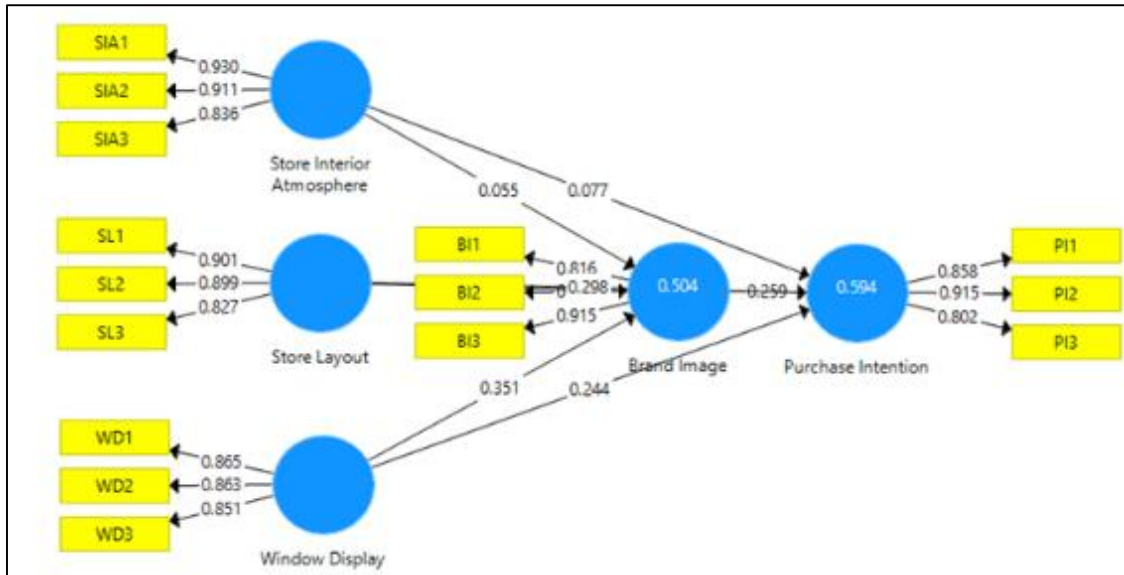 SIA1
0.930
SIA2
0.911
SIA3
0.836
Store Interior
Atmosphere
0.055
0.077
SL1
0.901
SL2
0.899
SL3
0.827
Store Layout
BI1
0.816
BI2
0.298
BI3
0.915
0.504
Brand Image
0.259
0.594
Purchase Intention
PI1
0.858
PI2
0.915
PI3
0.802
0.351
0.244
WD1
0.865
WD2
0.863
WD3
0.851
Window Display